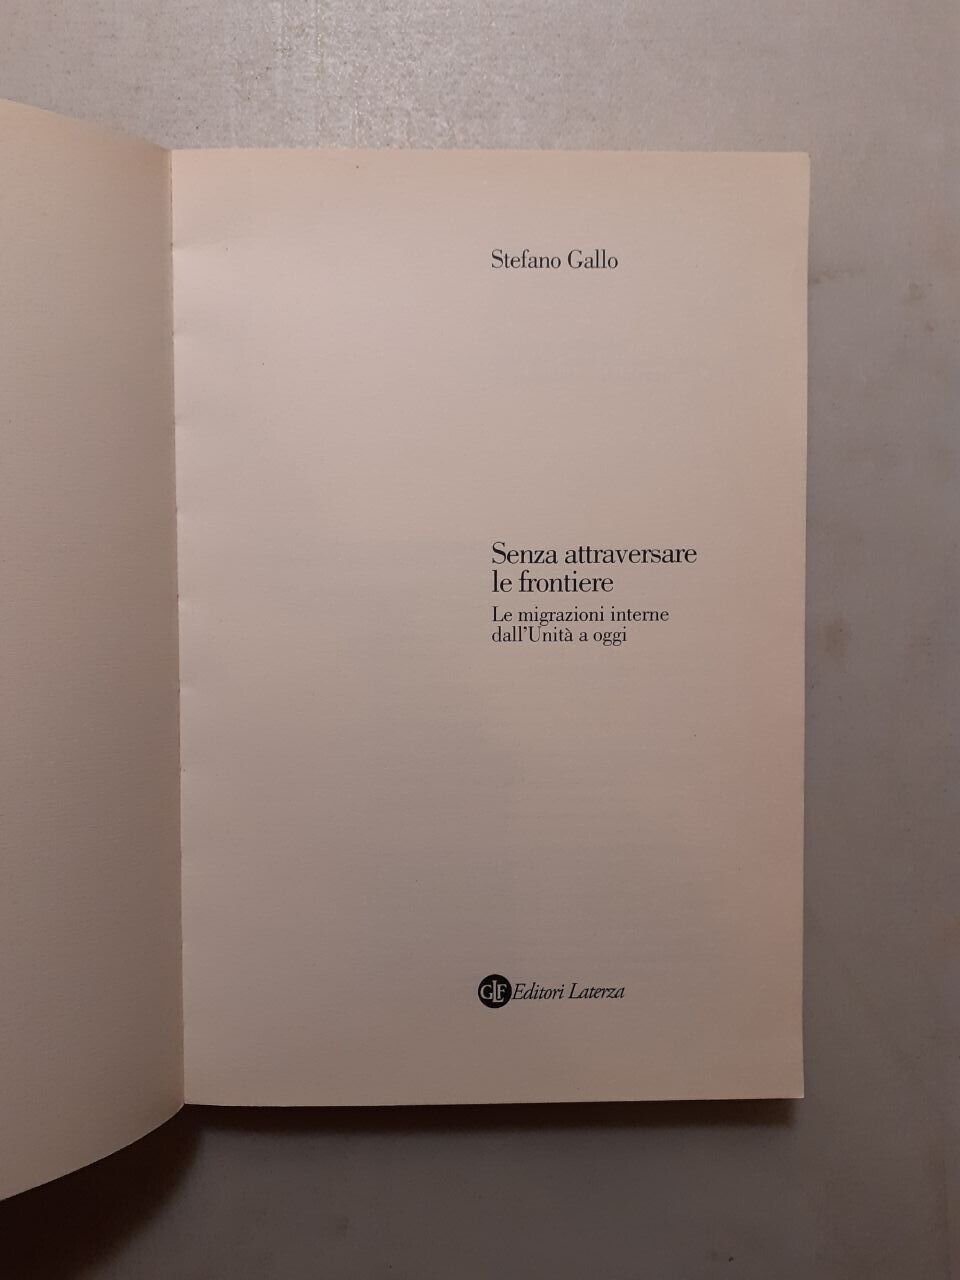 Stefano Gallo
Senza attraversare
le frontiere
Le migrazioni interne
dall'Unità a oggi
GLF Editori Laterza